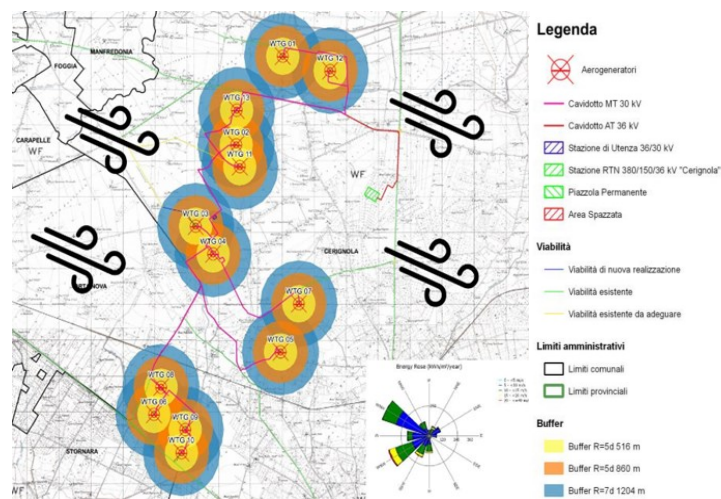 MANFREDONIA
FOGGIA
CARAPELLE
WF
WTG 01
WTG 12
WTG 13
WTG 02
WTG 11
WF
WTG 03
WTG 04
CERIGNOLA
WTG 07
WTG 05
WTG 08
WTG 06
WTG 09
WTG 10
STORNARA
WF
Energy Rose [kWh/m²/year]
Legenda
Aerogeneratori
Cavidotto MT 30 kV
Cavidotto AT 36 kV
Stazione di Utenza 36/30 kV
Stazione RTN 380/150/36 kV "Cerignola"
Piazzola Permanente
Area Spazzata
Viabilità
Viabilità di nuova realizzazione
Viabilità esistente
Viabilità esistente da adeguare
Limiti amministrativi
Limiti comunali
Limiti provinciali
Buffer
Buffer R=5d 516 m
Buffer R=5d 860 m
Buffer R=7d 1204 m